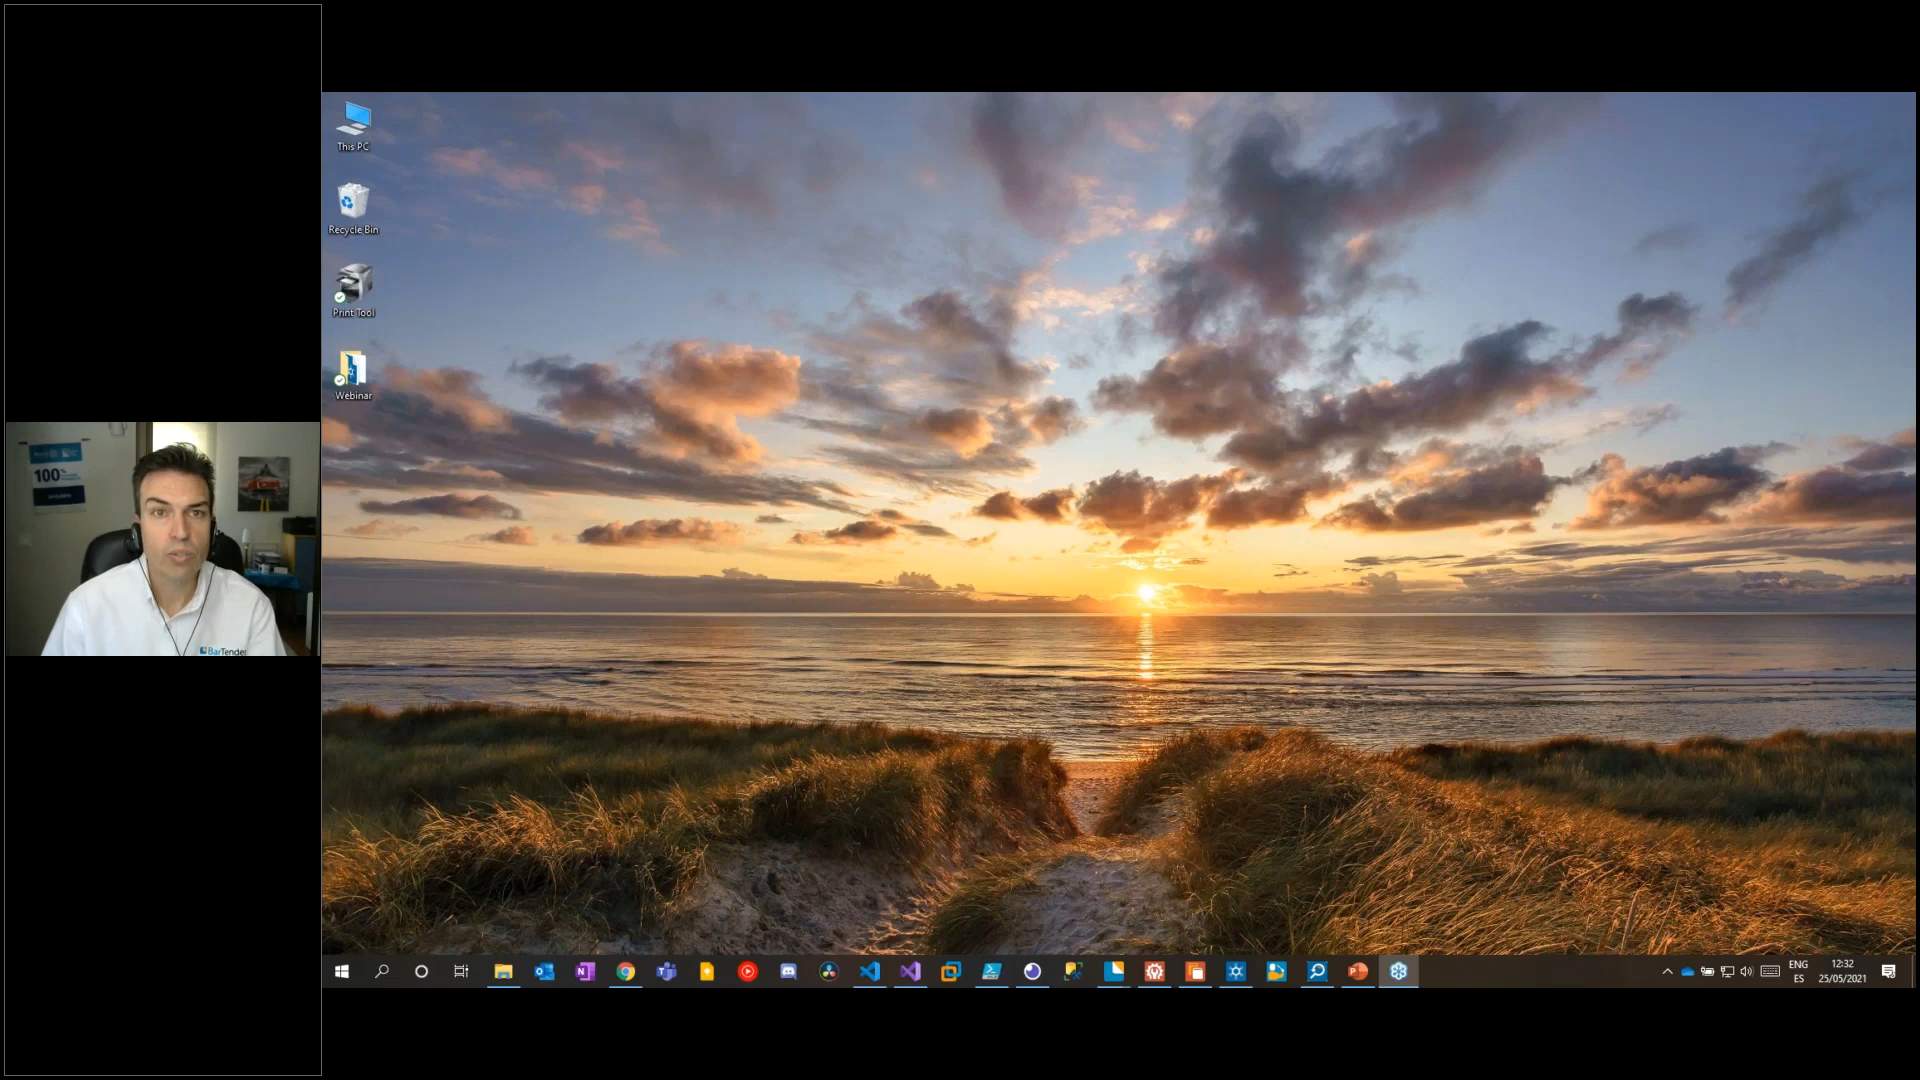 This PC
Recycle Bin
Print Tool
Webinar
100%
BarTender
ENG
ES
12:32
25/05/2021